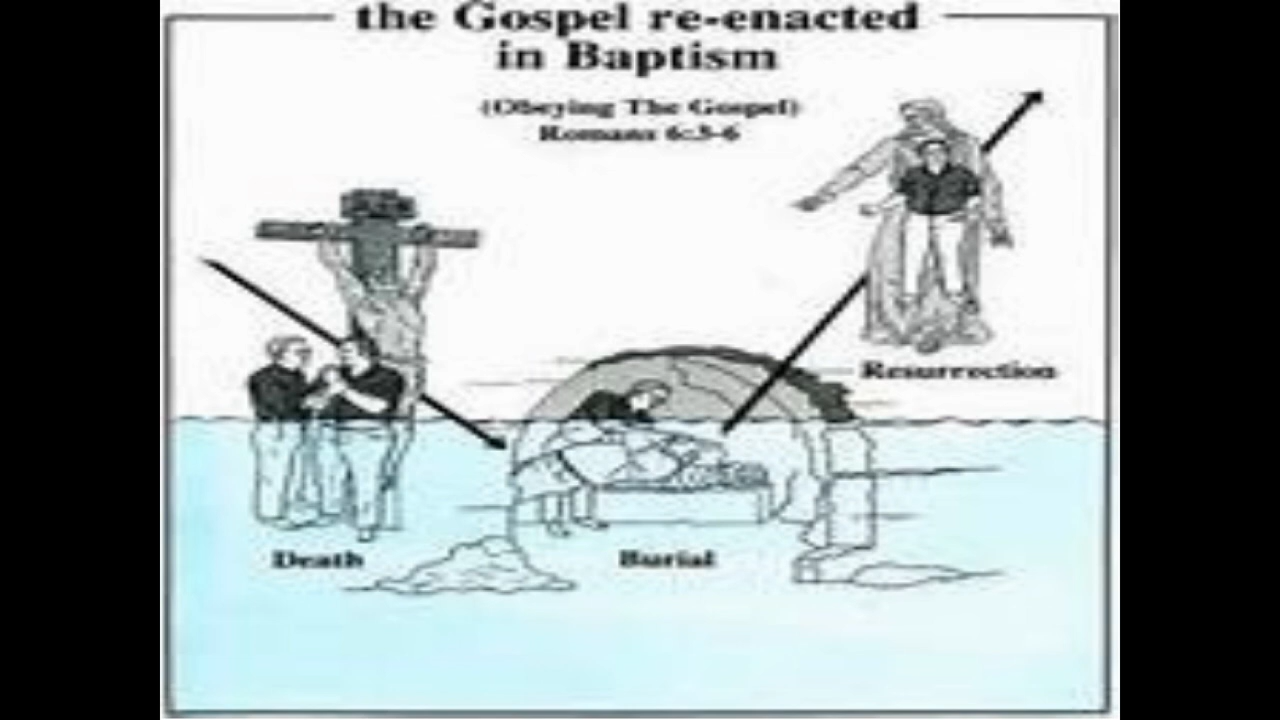 the Gospel re-enacted
in Baptism
(Obeying The Gospel)
Romans 6:3-6
Resurrection
Death
Burial